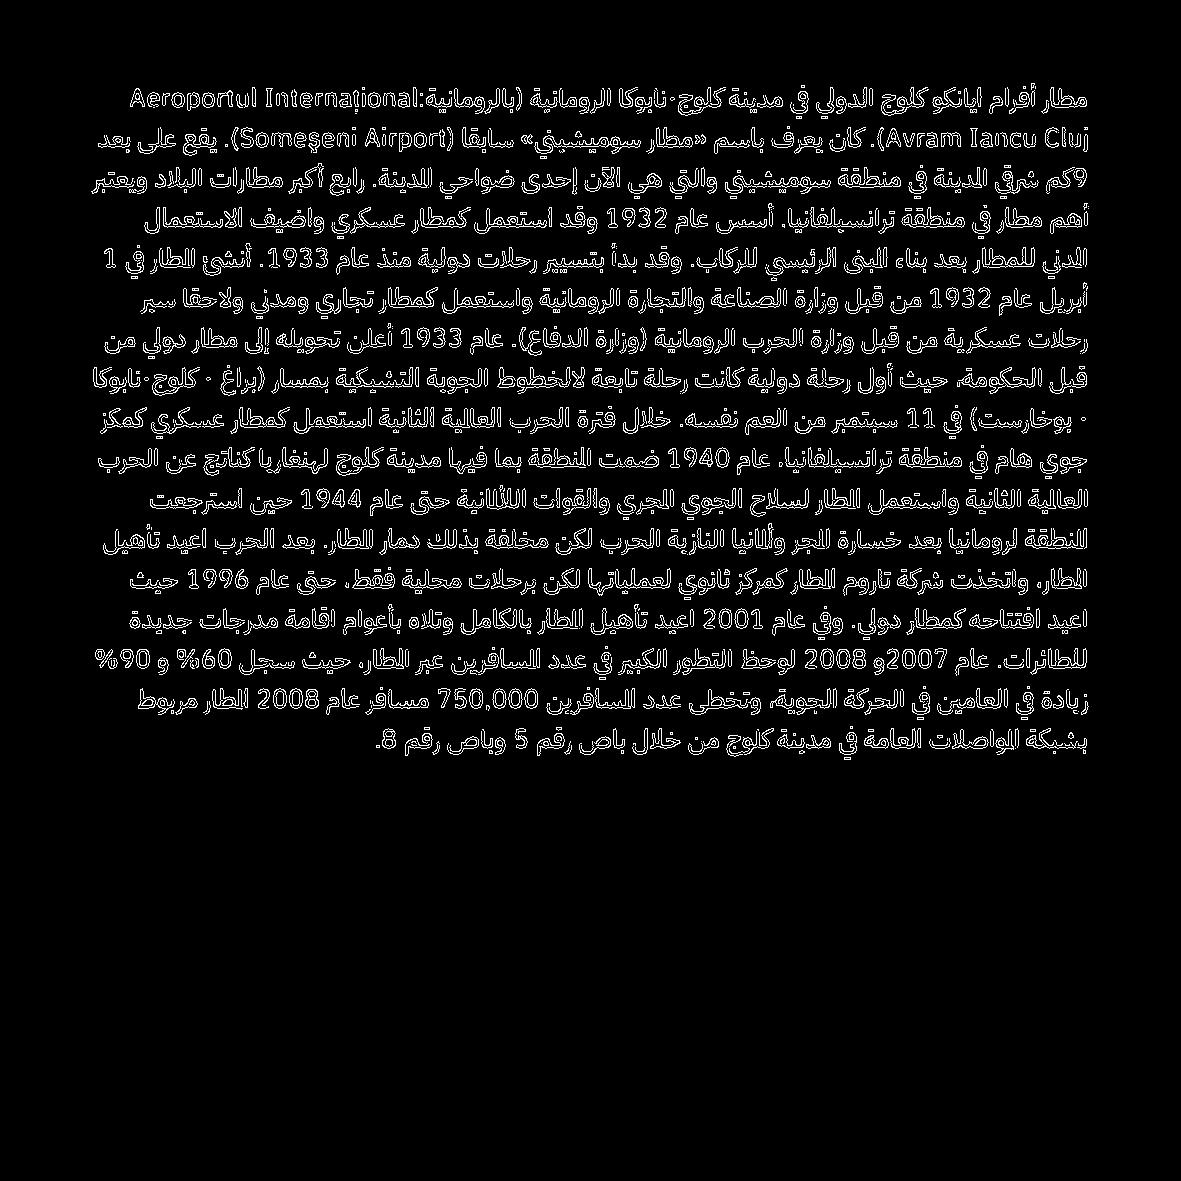 مطار أفرام ايانكو كلوج الدولي في مدينة كلوج-نابوكا الرومانية (بالرومانية:Aeroportul Internațional
Avram Iancu Cluj). كان يعرف باسم «مطار سوميشيني» سابقا (Someşeni Airport). يقع على بعد
9كم شرقي المدينة في منطقة سوميشيني والتي هي الآن إحدى ضواحي المدينة. رابع أكبر مطارات البلاد ويعتبر
أهم مطار في منطقة ترانسيلفانيا. أسس عام 1932 وقد استعمل كمطار عسكري واضيف الاستعمال
المدني للمطار بعد بناء المبنى الرئيسي للركاب. وقد بدأ بتسيير رحلات دولية منذ عام 1933. أنشئ المطار في 1
أبريل عام 1932 من قبل وزارة الصناعة والتجارة الرومانية واستعمل كمطار تجاري ومدني ولاحقا سير
رحلات عسكرية من قبل وزارة الحرب الرومانية (وزارة الدفاع). عام 1933 أعلن تحويله إلى مطار دولي من
قبل الحكومة، حيث أول رحلة دولية كانت رحلة تابعة لالخطوط الجوية التشيكية بمسار (براغ - كلوج-نابوكا
- بوخارست) في 11 سبتمبر من العم نفسه. خلال فترة الحرب العالية الثانية استعمل كمطار عسكري كمكز
جوي هام في منطقة ترانسيلفانيا، عام 1940 ضمت المنطقة بما فيها مدينة كلوج لهنغاريا كناتج عن الحرب
العالمية الثانية واستعمل المطار لسلاح الجوي المجري والقوات اللألمانية حتى عام 1944 حين استرجعت
المنطقة لرومانيا بعد خسارة المجر وألمانيا النازية الحرب لكن مخلفة بذلك دمار المطار. بعد الحرب اعيد تأهيل
المطار، واتخذت شركة تاروم المطار كمركز ثانوي لعملياتها لكن برحلات محلية فقط، حتى عام 1996 حيث
اعيد افتتاحه كمطار دولي. وفي عام 2001 اعيد تأهيل المطار بالكامل وتلاه بأعوام اقامة مدرجات جديدة
للطائرات. عام 2007و 2008 لوحظ التطور الكبير في عدد المسافرين عبر المطار، حيث سجل 60% و 90%
زيادة في العامين في الحركة الجوية، وتخطى عدد المسافرين 750,000 مسافر عام 2008 المطار مربوط
بشبكة المواصلات العامة في مدينة كلوج من خلال باص رقم 5 وباص رقم 8.